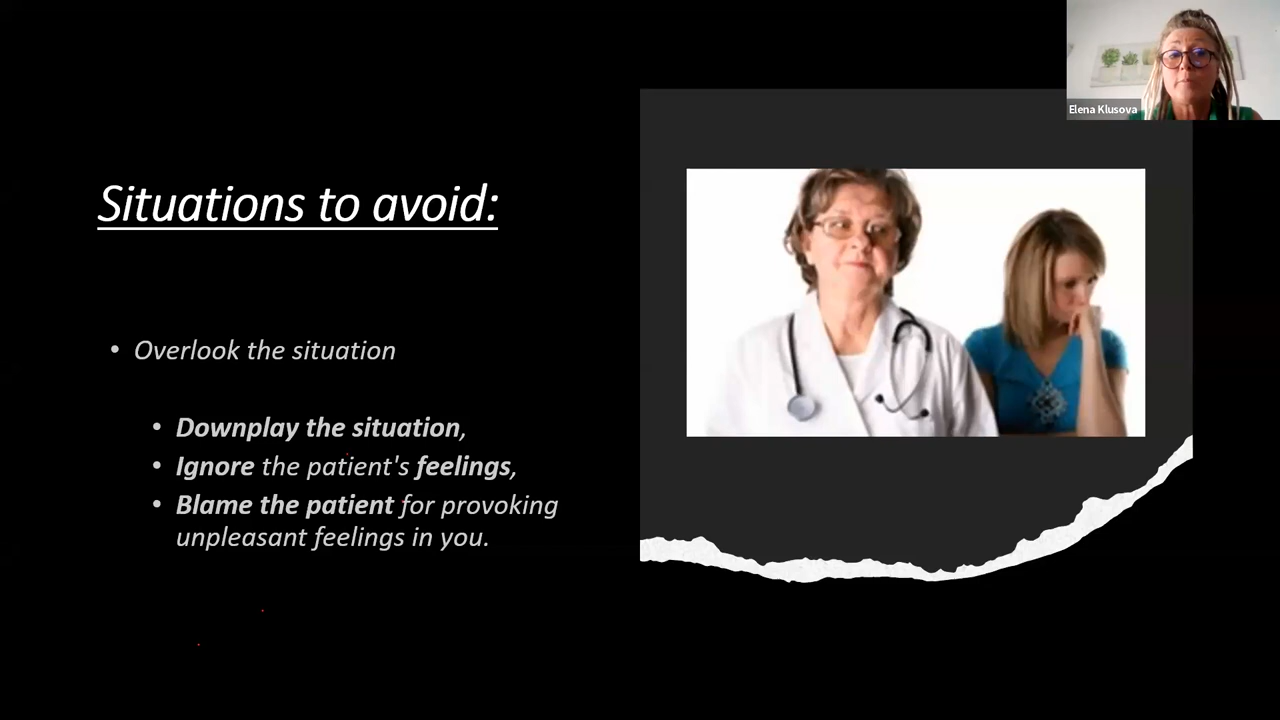 Elena Klusova
Situations to avoid:
• Overlook the situation
• Downplay the situation,
• Ignore the patient's feelings,
• Blame the patient for provoking
unpleasant feelings in you.